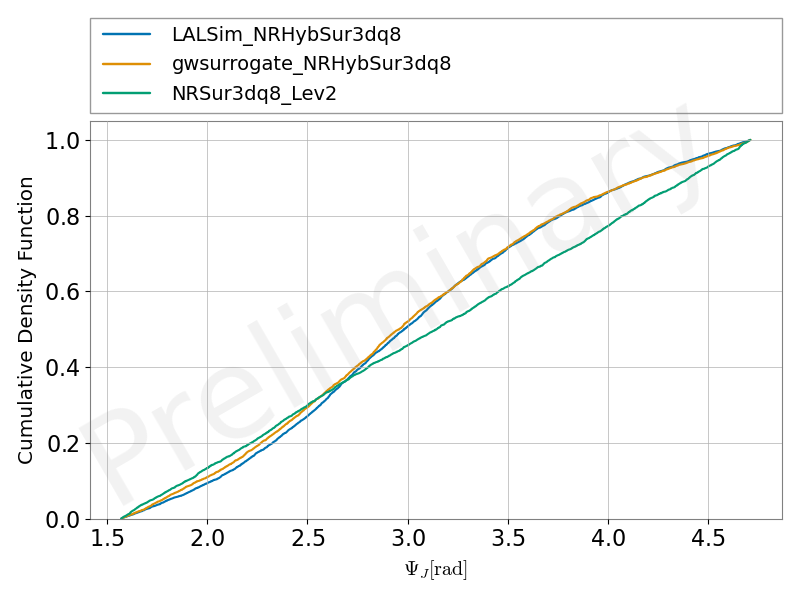 LALSim_NRHybSur3dq8
gwsurrogate_NRHybSur3dq8
NRSur3dq8_Lev2
Preliminary
Cumulative Density Function
1.0
0.8
0.6
0.4
0.2
0.0
1.5 2.0 2.5 3.0 3.5 4.0 4.5
Ψ_J[rad]